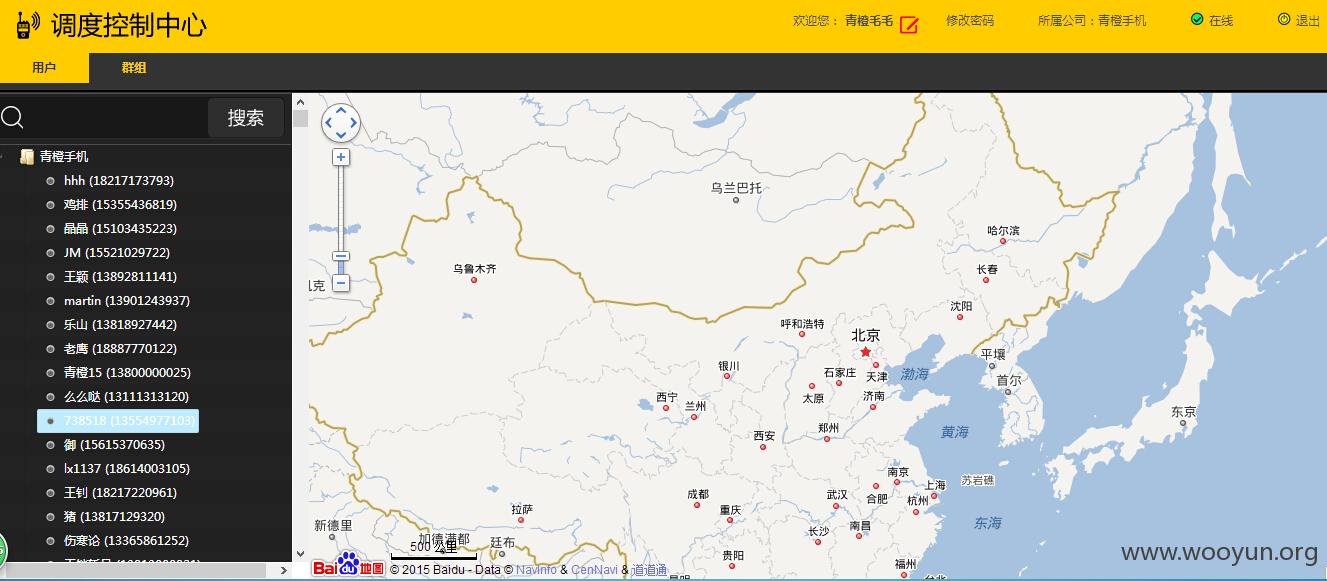 调度控制中心
欢迎您： 青橙毛毛 修改密码 所属公司：青橙手机 在线 退出
用户 群组
搜索
青橙手机
hhh (18217173793)
鸡排 (15355436819)
晶晶 (15103435223)
JM (15521029722)
王颖 (13892811141)
martin (13901243937)
乐山 (13818927442)
老鹰 (18887770122)
青橙15 (13800000025)
么么哒 (13111313120)
738518 (13554977103)
御 (15615370635)
lx1137 (18614003105)
王钊 (18217220961)
猪 (13817129320)
伤寒论 (13365861252)
乌兰巴托
哈尔滨
乌鲁木齐
长春
几克
沈阳
呼和浩特
北京
平壤
银川
石家庄
天津
渤海
首尔
西宁
太原
济南
兰州
东京
西安
郑州
黄海
南京
苏岩礁
成都
武汉
合肥
上海
拉萨
重庆
杭州
新德里
长沙
南昌
东海
加德满都
廷布
500 公里
贵阳
福州
Bai du 地图 © 2015 Baidu - Data © NavInfo & CenNavi & 道道通
www.wooyun.org